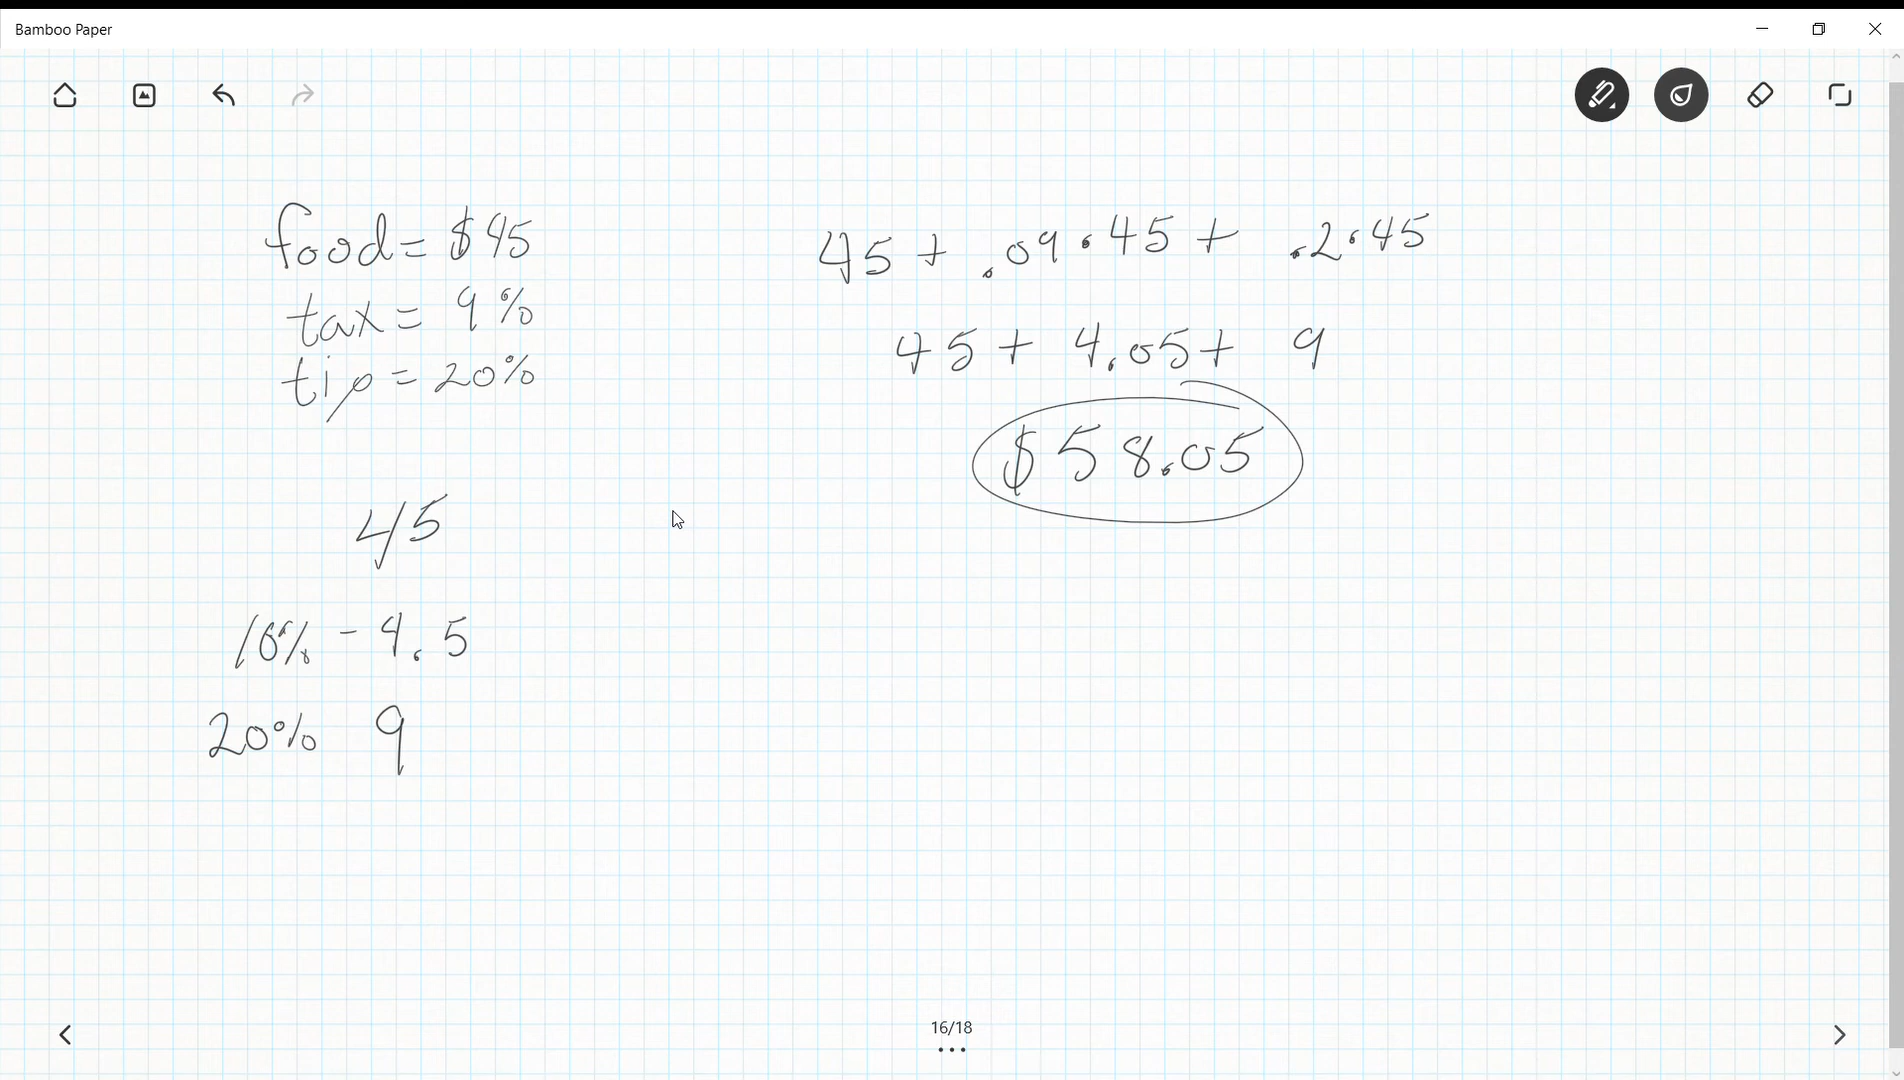 Bamboo Paper
food = $45
tax = 9%
tip = 20%
45
10% - 4.5
20% 9
45 + .09 · 45 + .2 · 45
45 + 4.05 + 9
$58.05
16/18